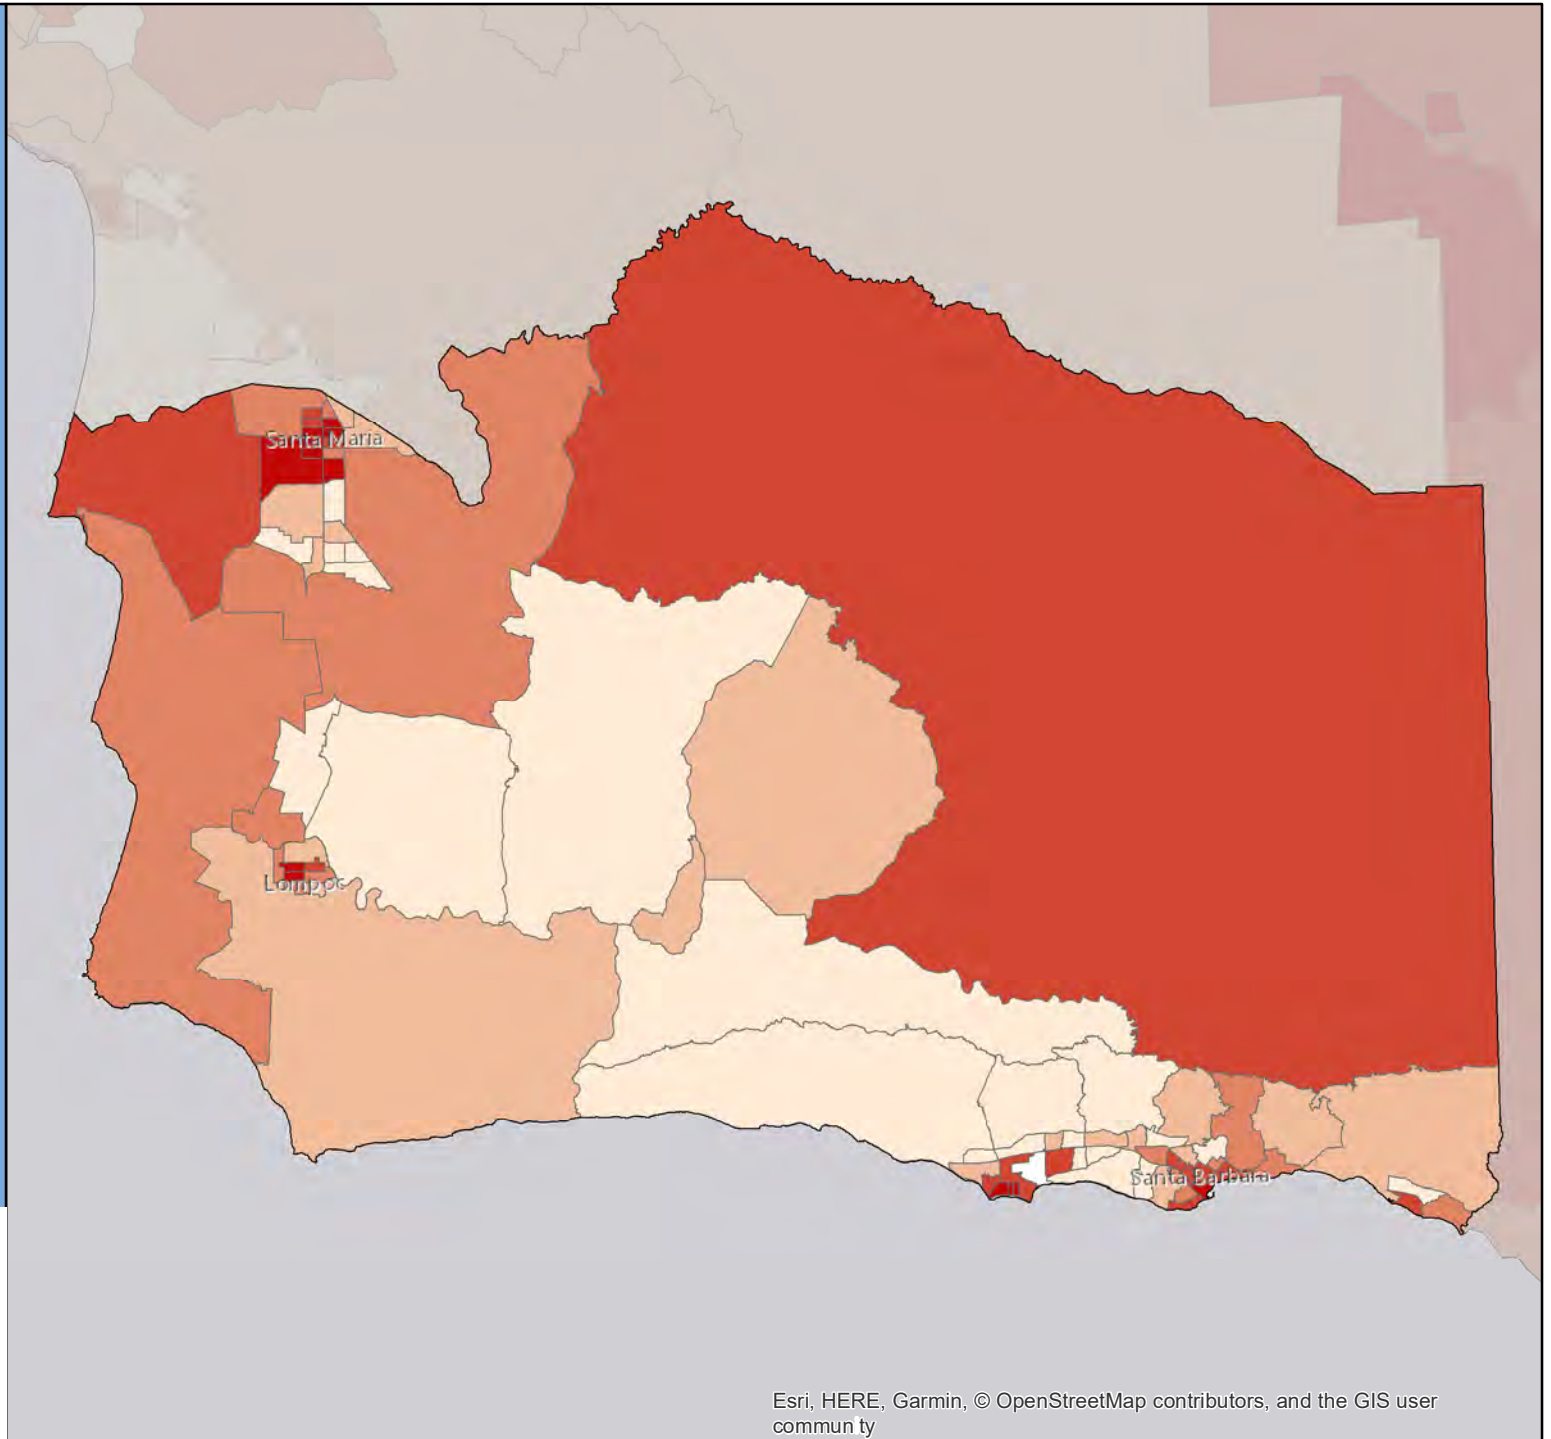 Santa Maria
Lompoc
Santa Barbara
Esri, HERE, Garmin, © OpenStreetMap contributors, and the GIS user
commun ty